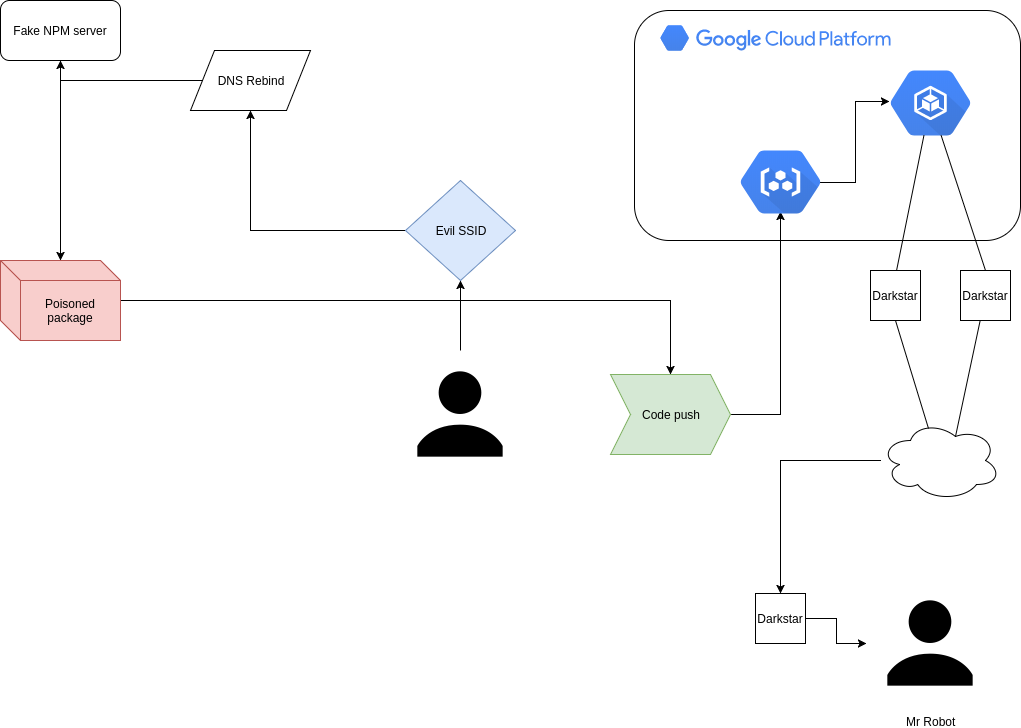 Fake NPM server
Google Cloud Platform
DNS Rebind
Evil SSID
Poisoned
package
Darkstar
Darkstar
Code push
Darkstar
Mr Robot